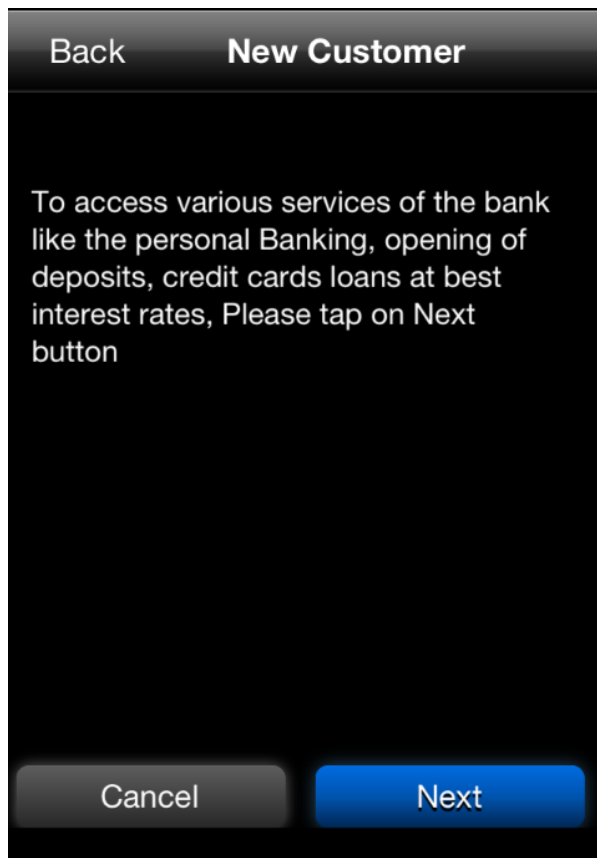 Back New Customer
To access various services of the bank
like the personal Banking, opening of
deposits, credit cards loans at best
interest rates, Please tap on Next
button
Cancel Next